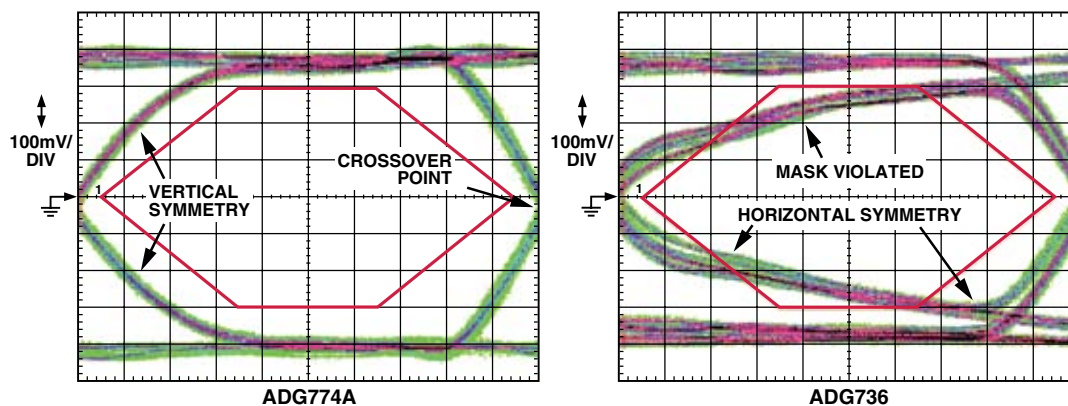 100mV/
DIV
1
VERTICAL
SYMMETRY
CROSSOVER
POINT
ADG774A
100mV/
DIV
1
MASK VIOLATED
HORIZONTAL SYMMETRY
ADG736